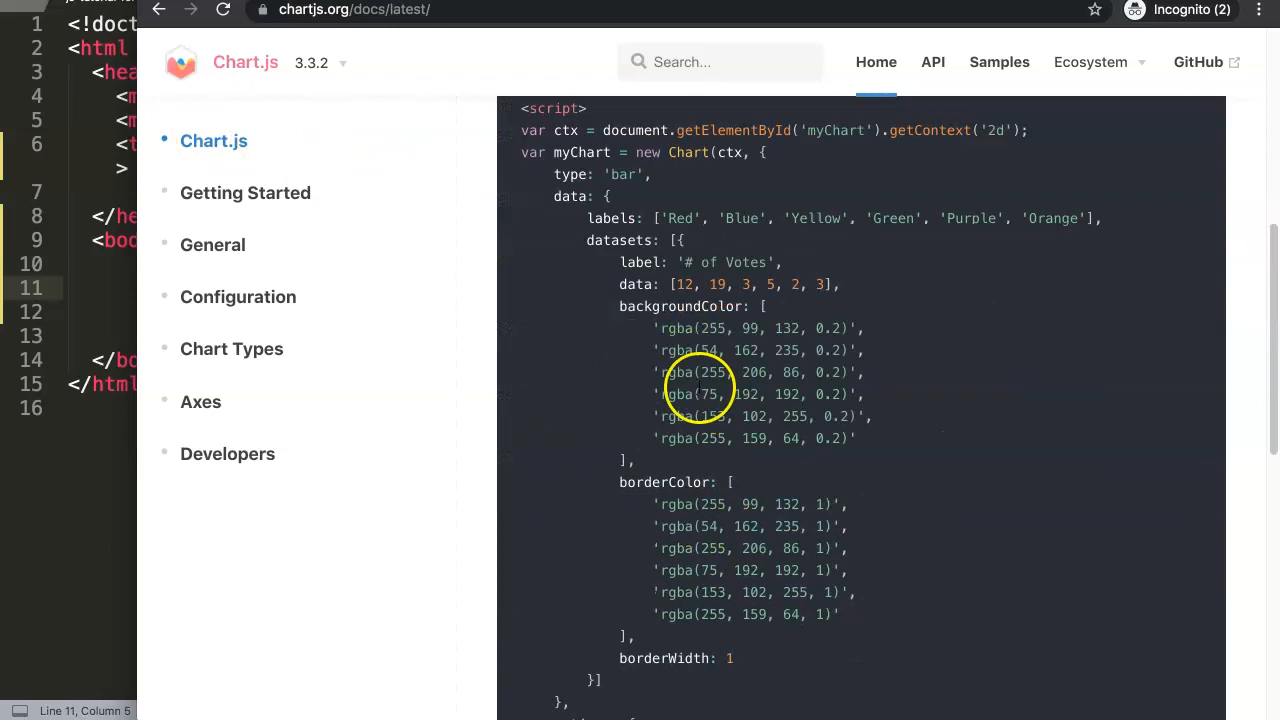 chartjs.org/docs/latest/
Incognito (2)
Chart.js 3.3.2
Search...
Home API Samples Ecosystem GitHub
1 <!doct
2 <html
3 <hea
4 <m
5 <m
6 <t
>
7
8 </he
9 <boo
10
11
12
13
14 </bo
15 </html
16
Line 11, Column 5
Chart.js
Getting Started
General
Configuration
Chart Types
Axes
Developers
<script>
var ctx = document.getElementById('myChart').getContext('2d');
var myChart = new Chart(ctx, {
type: 'bar',
data: {
labels: ['Red', 'Blue', 'Yellow', 'Green', 'Purple', 'Orange'],
datasets: [{
label: '# of Votes',
data: [12, 19, 3, 5, 2, 3],
backgroundColor: [
'rgba(255, 99, 132, 0.2)',
'rgba(54, 162, 235, 0.2)',
'rgba(255, 206, 86, 0.2)',
'rgba(75, 192, 192, 0.2)',
'rgba(153, 102, 255, 0.2)',
'rgba(255, 159, 64, 0.2)'
],
borderColor: [
'rgba(255, 99, 132, 1)',
'rgba(54, 162, 235, 1)',
'rgba(255, 206, 86, 1)',
'rgba(75, 192, 192, 1)',
'rgba(153, 102, 255, 1)',
'rgba(255, 159, 64, 1)'
],
borderWidth: 1
}]
},